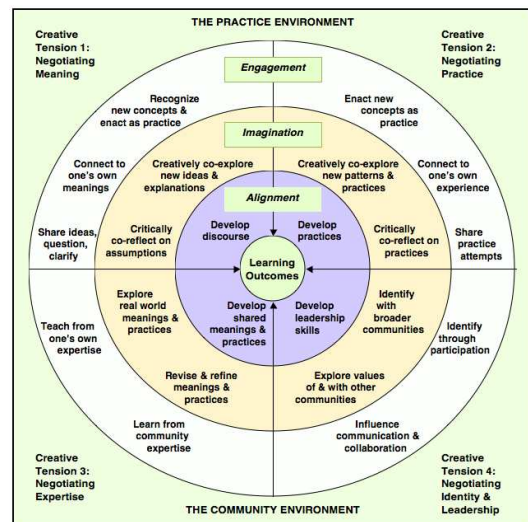 THE PRACTICE ENVIRONMENT
Creative
Tension 1:
Negotiating
Meaning
Creative
Tension 2:
Negotiating
Practice
Engagement
Recognize
new concepts &
enact as practice
Enact new
concepts as
practice
Imagination
Connect to
one's own
meanings
Creatively co-explore
new ideas &
explanations
Creatively co-explore
new patterns &
practices
Connect to
one's own
experience
Alignment
Share ideas,
question,
clarify
Critically
co-reflect on
assumptions
Develop
discourse
Develop
practices
Critically
co-reflect on
practices
Share
practice
attempts
Learning
Outcomes
Teach from
one's own
expertise
Explore
real world
meanings &
practices
Develop
shared
meanings &
practices
Develop
leadership
skills
Identify
with
broader
communities
Identify
through
participation
Revise & refine
meanings &
practices
Explore values
of & with other
communities
Learn from
community
expertise
Influence
communication &
collaboration
Creative
Tension 3:
Negotiating
Expertise
Creative
Tension 4:
Negotiating
Identity &
Leadership
THE COMMUNITY ENVIRONMENT